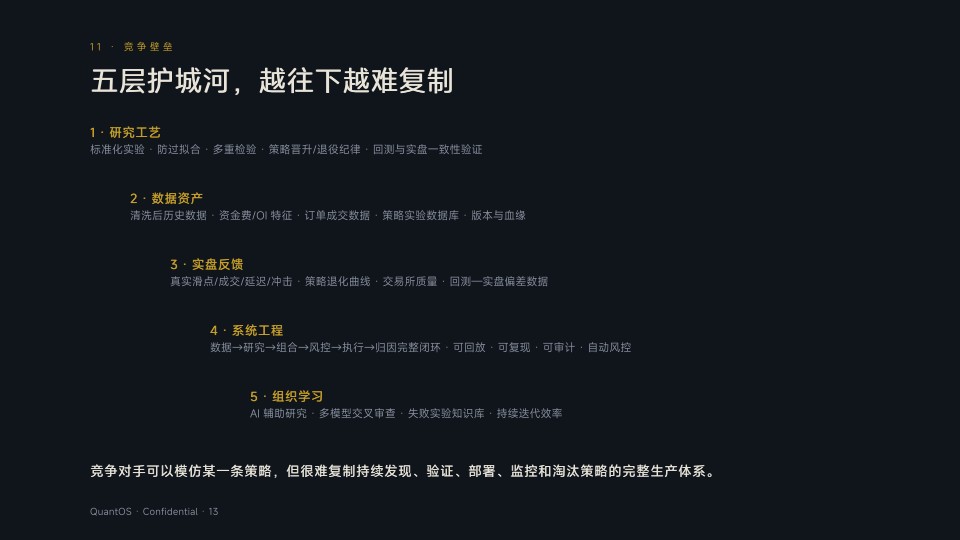 11 · 竞争壁垒
五层护城河，越往下越难复制
1 · 研究工艺
标准化实验 · 防过拟合 · 多重检验 · 策略晋升/退役纪律 · 回测与实盘一致性验证
2 · 数据资产
清洗后历史数据 · 资金费/OI 特征 · 订单成交数据 · 策略实验数据库 · 版本与血缘
3 · 实盘反馈
真实滑点/成交/延迟/冲击 · 策略退化曲线 · 交易所质量 · 回测—实盘偏差数据
4 · 系统工程
数据→研究→组合→风控→执行→归因完整闭环 · 可回放 · 可复现 · 可审计 · 自动风控
5 · 组织学习
AI 辅助研究 · 多模型交叉审查 · 失败实验知识库 · 持续迭代效率
竞争对手可以模仿某一条策略，但很难复制持续发现、验证、部署、监控和淘汰策略的完整生产体系。
QuantOS · Confidential · 13